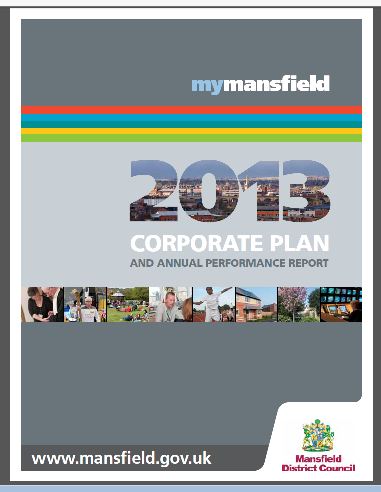 mymansfield
2013
CORPORATE PLAN
AND ANNUAL PERFORMANCE REPORT
www.mansfield.gov.uk
Mansfield
District Council